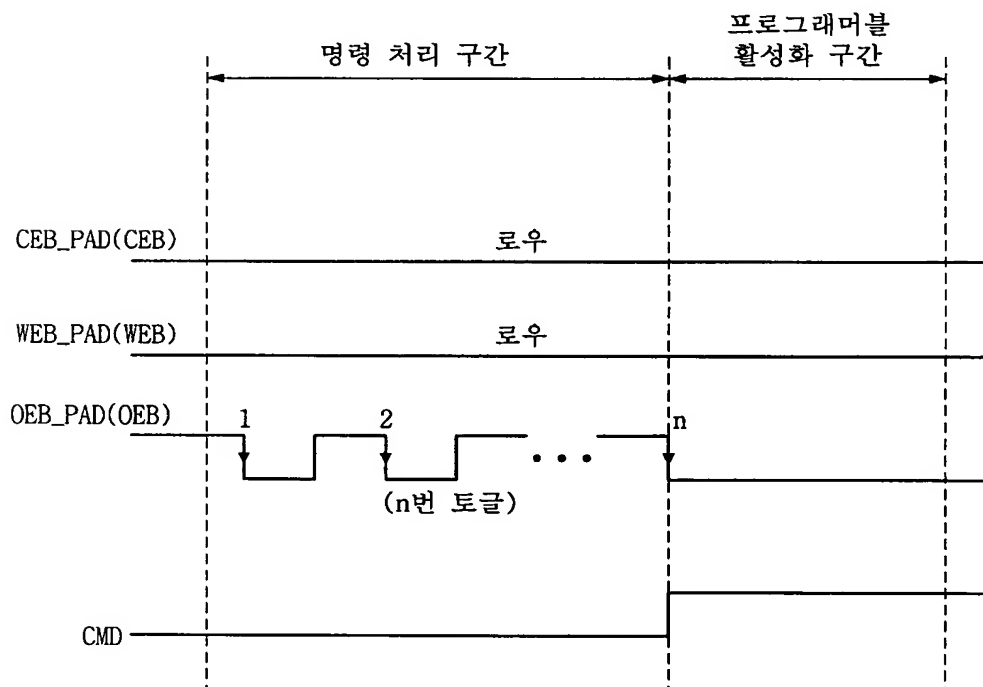 프로그래머블
명령 처리 구간 활성화 구간
CEB_PAD(CEB) 로우
WEB_PAD(WEB) 로우
OEB_PAD(OEB) 1 2 n
(n번 토글)
CMD